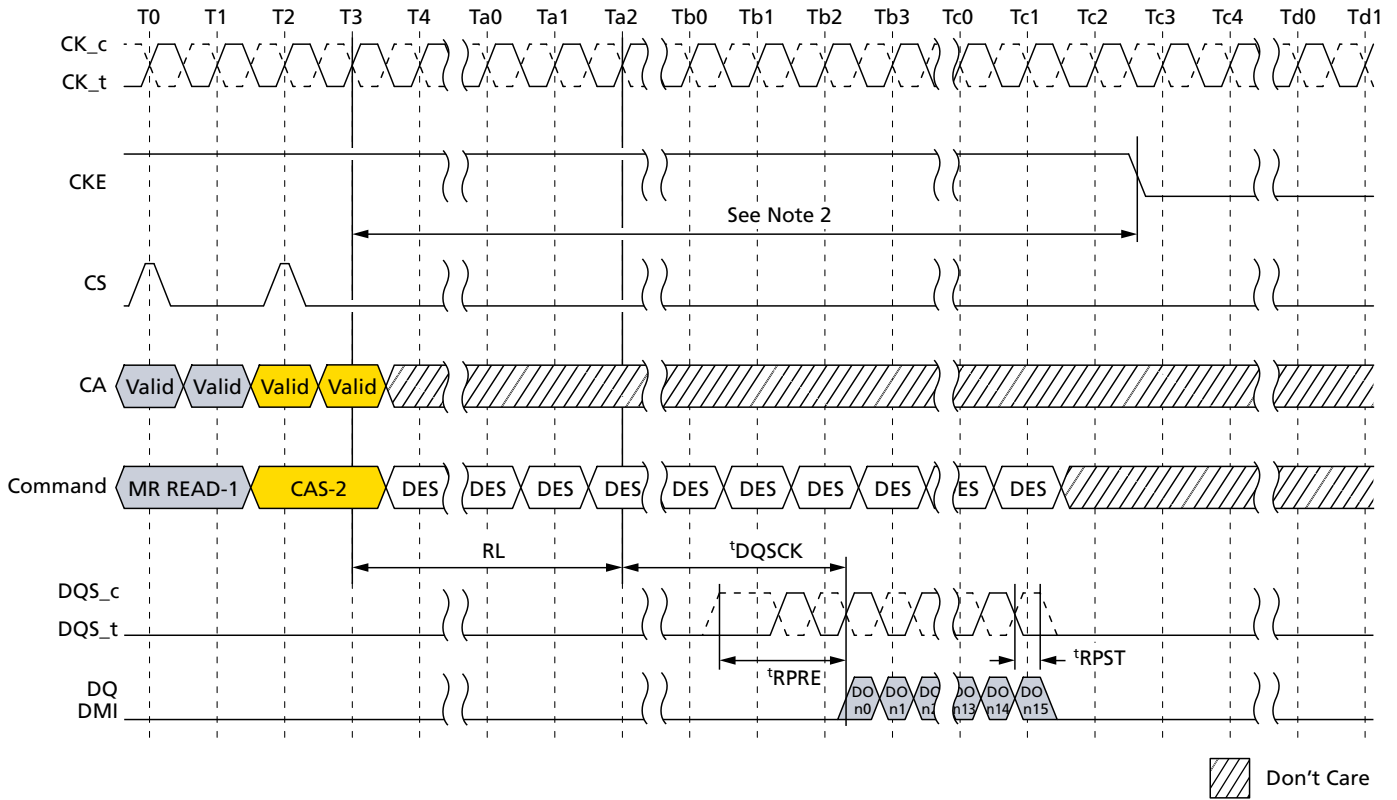 T0 T1 T2 T3 T4 Ta0 Ta1 Ta2 Tb0 Tb1 Tb2 Tb3 Tc0 Tc1 Tc2 Tc3 Tc4 Td0 Td1
CK_c
CK_t
CKE
See Note 2
CS
CA Valid Valid Valid Valid
Command MR READ-1 CAS-2 DES DES DES DES DES DES DES DES ES DES
RL tDQSCK
DQS_c
DQS_t
tRPRE tRPST
DQ DO DO DO DO DO DO
DMI n0 n1 n2 n13 n14 n15
Don't Care